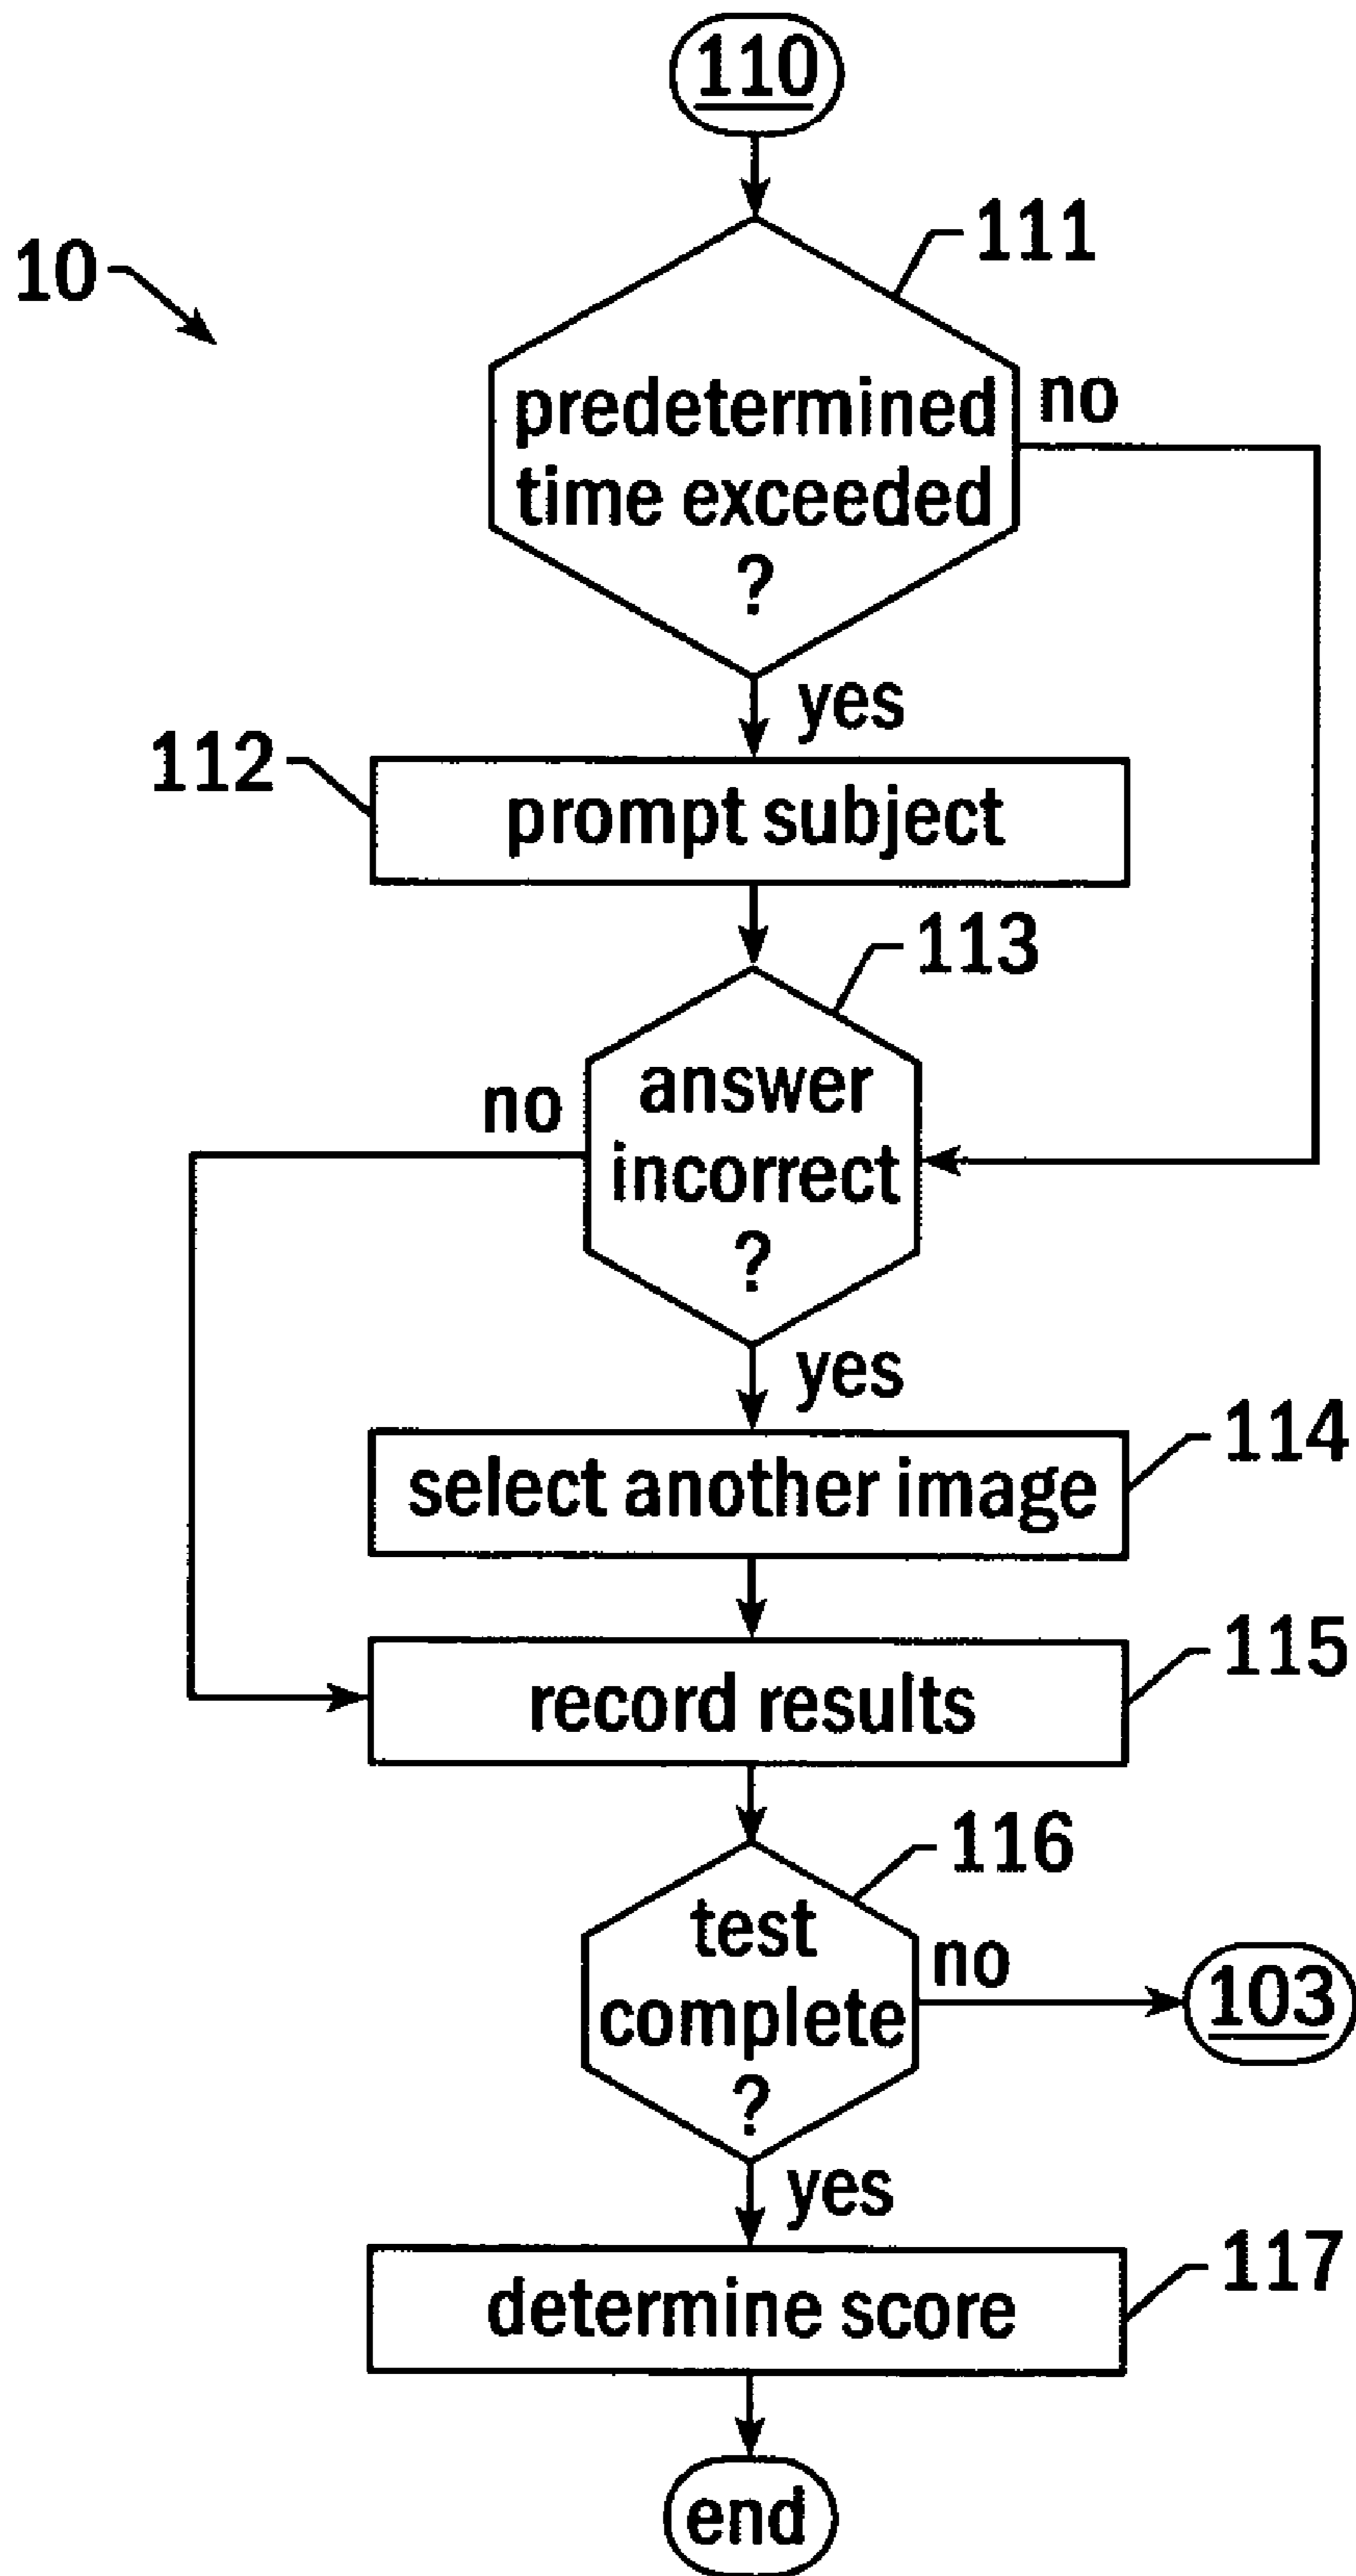 110
10
111
predetermined
time exceeded
?
no
yes
112
prompt subject
113
answer
incorrect
?
no
yes
114
select another image
115
record results
116
test
complete
?
no
103
yes
117
determine score
end